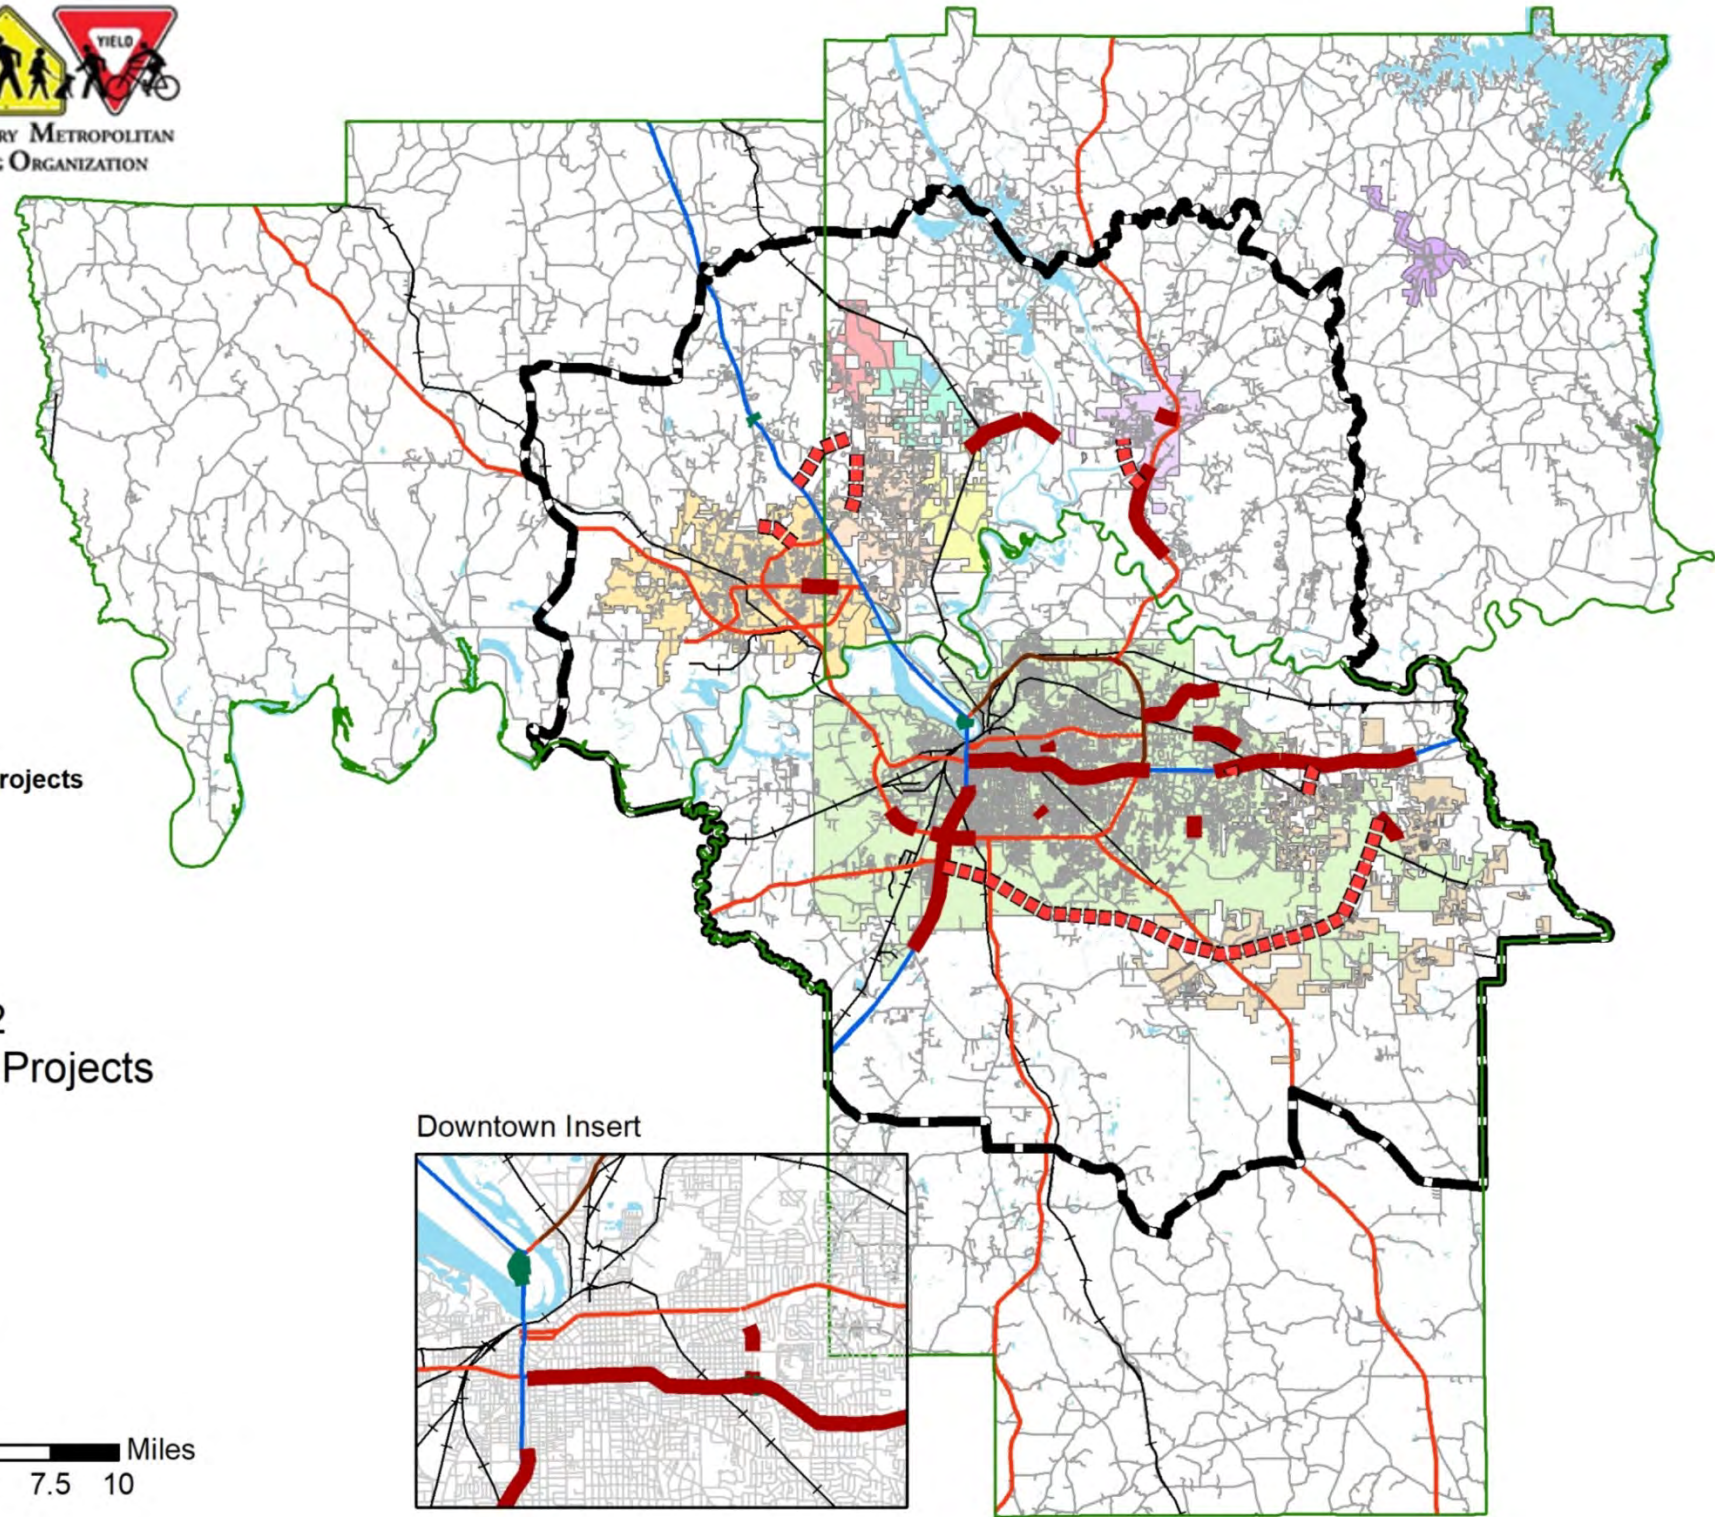 YIELD
RY METROPOLITAN
G ORGANIZATION
rojects
2
Projects
Downtown Insert
Miles
7.5 10